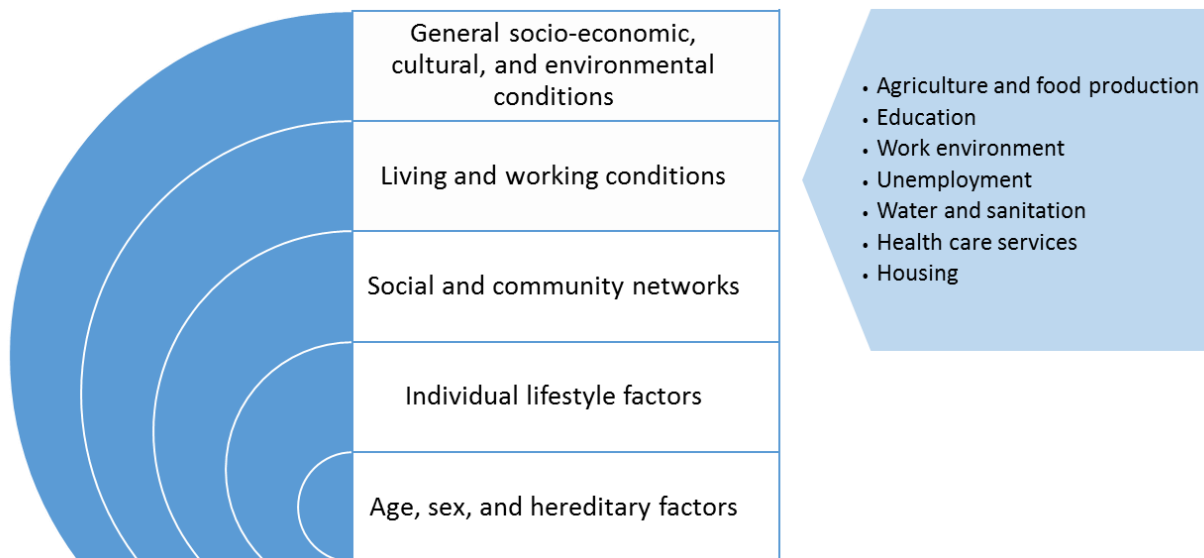 General socio-economic,
cultural, and environmental
conditions
Living and working conditions
Social and community networks
Individual lifestyle factors
Age, sex, and hereditary factors
• Agriculture and food production
• Education
• Work environment
• Unemployment
• Water and sanitation
• Health care services
• Housing